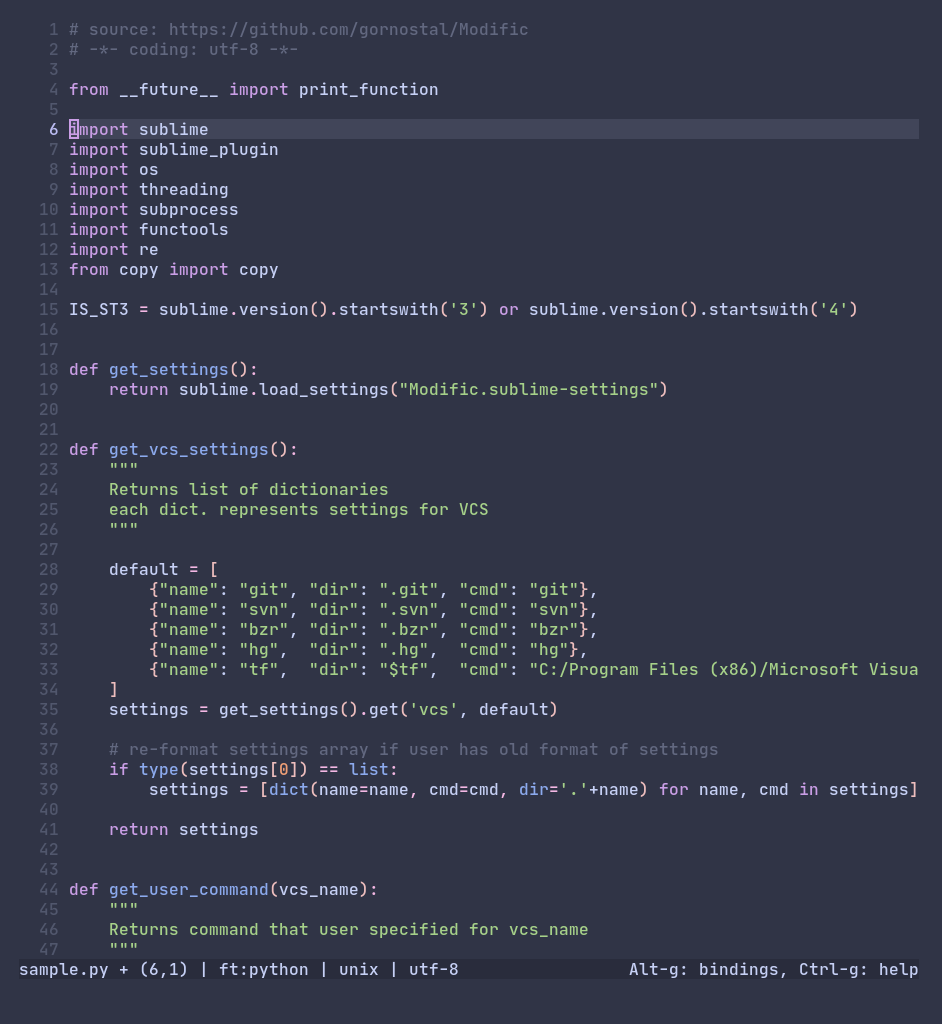 1 # source: https://github.com/gornostal/Modific
2 # -*- coding: utf-8 -*-
3
4 from __future__ import print_function
5
6 import sublime
7 import sublime_plugin
8 import os
9 import threading
10 import subprocess
11 import functools
12 import re
13 from copy import copy
14
15 IS_ST3 = sublime.version().startswith('3') or sublime.version().startswith('4')
16
17
18 def get_settings():
19     return sublime.load_settings("Modific.sublime-settings")
20
21
22 def get_vcs_settings():
23     """
24     Returns list of dictionaries
25     each dict. represents settings for VCS
26     """
27
28     default = [
29         {"name": "git", "dir": ".git", "cmd": "git"},
30         {"name": "svn", "dir": ".svn", "cmd": "svn"},
31         {"name": "bzr", "dir": ".bzr", "cmd": "bzr"},
32         {"name": "hg",  "dir": ".hg",  "cmd": "hg"},
33         {"name": "tf",  "dir": "$tf",  "cmd": "C:/Program Files (x86)/Microsoft Visua
34     ]
35     settings = get_settings().get('vcs', default)
36
37     # re-format settings array if user has old format of settings
38     if type(settings[0]) == list:
39         settings = [dict(name=name, cmd=cmd, dir='.'+name) for name, cmd in settings]
40
41     return settings
42
43
44 def get_user_command(vcs_name):
45     """
46     Returns command that user specified for vcs_name
47     """
sample.py + (6,1) | ft:python | unix | utf-8 Alt-g: bindings, Ctrl-g: help